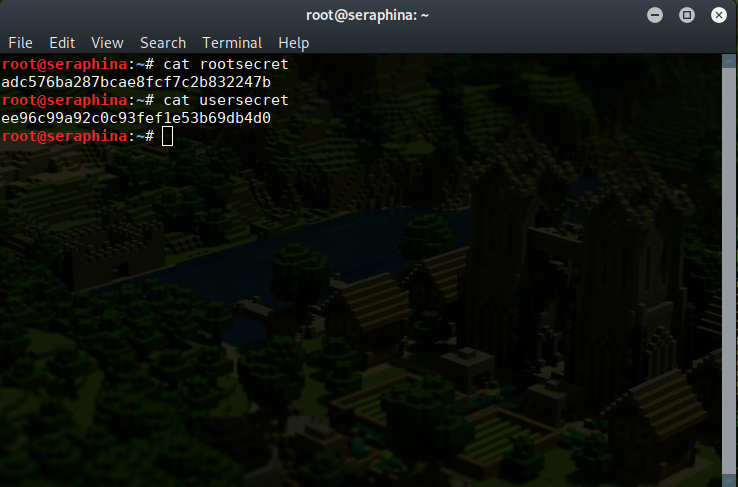 root@seraphina: ~
File Edit View Search Terminal Help
root@seraphina:~# cat rootsecret
adc576ba287bcae8fcf7c2b832247b
root@seraphina:~# cat usersecret
ee96c99a92c0c93fef1e53b69db4d0
root@seraphina:~#